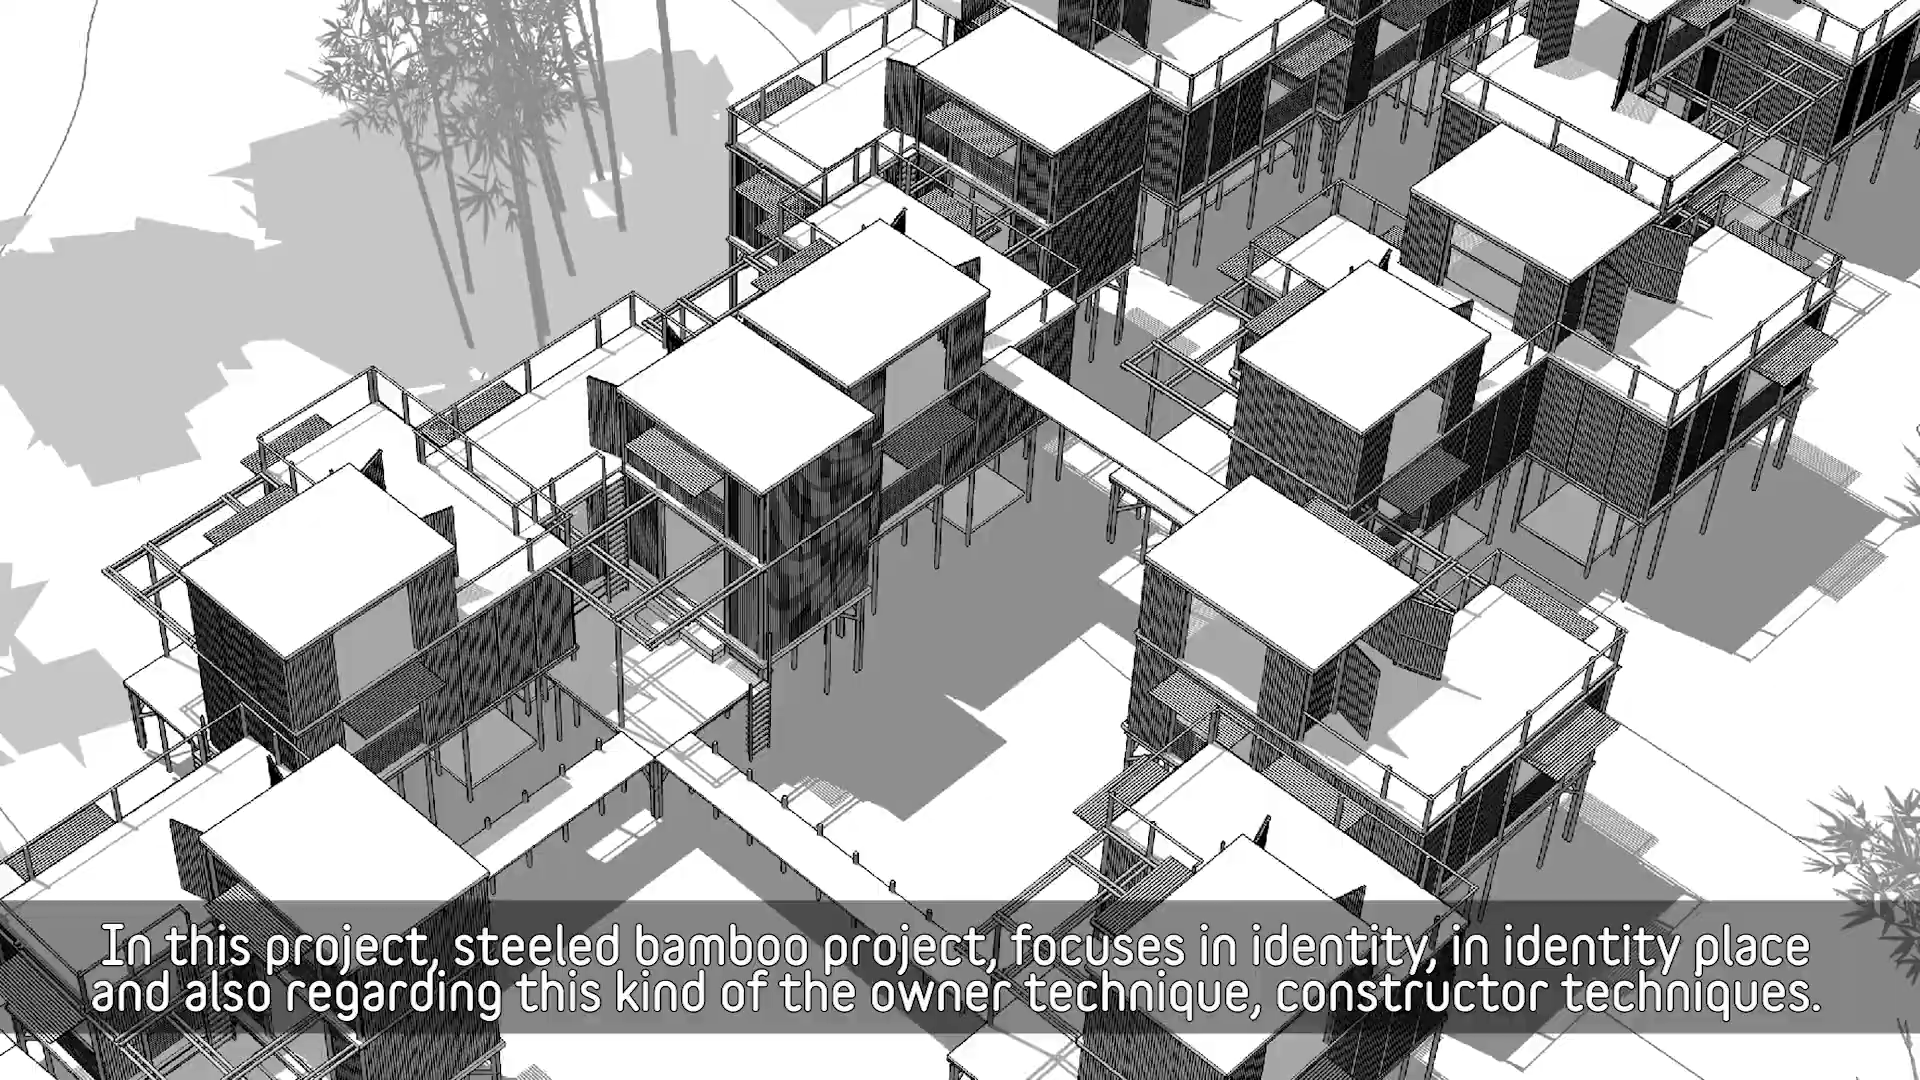 In this project, steeled bamboo project, focuses in identity, in identity place
and also regarding this kind of the owner technique, constructor techniques.